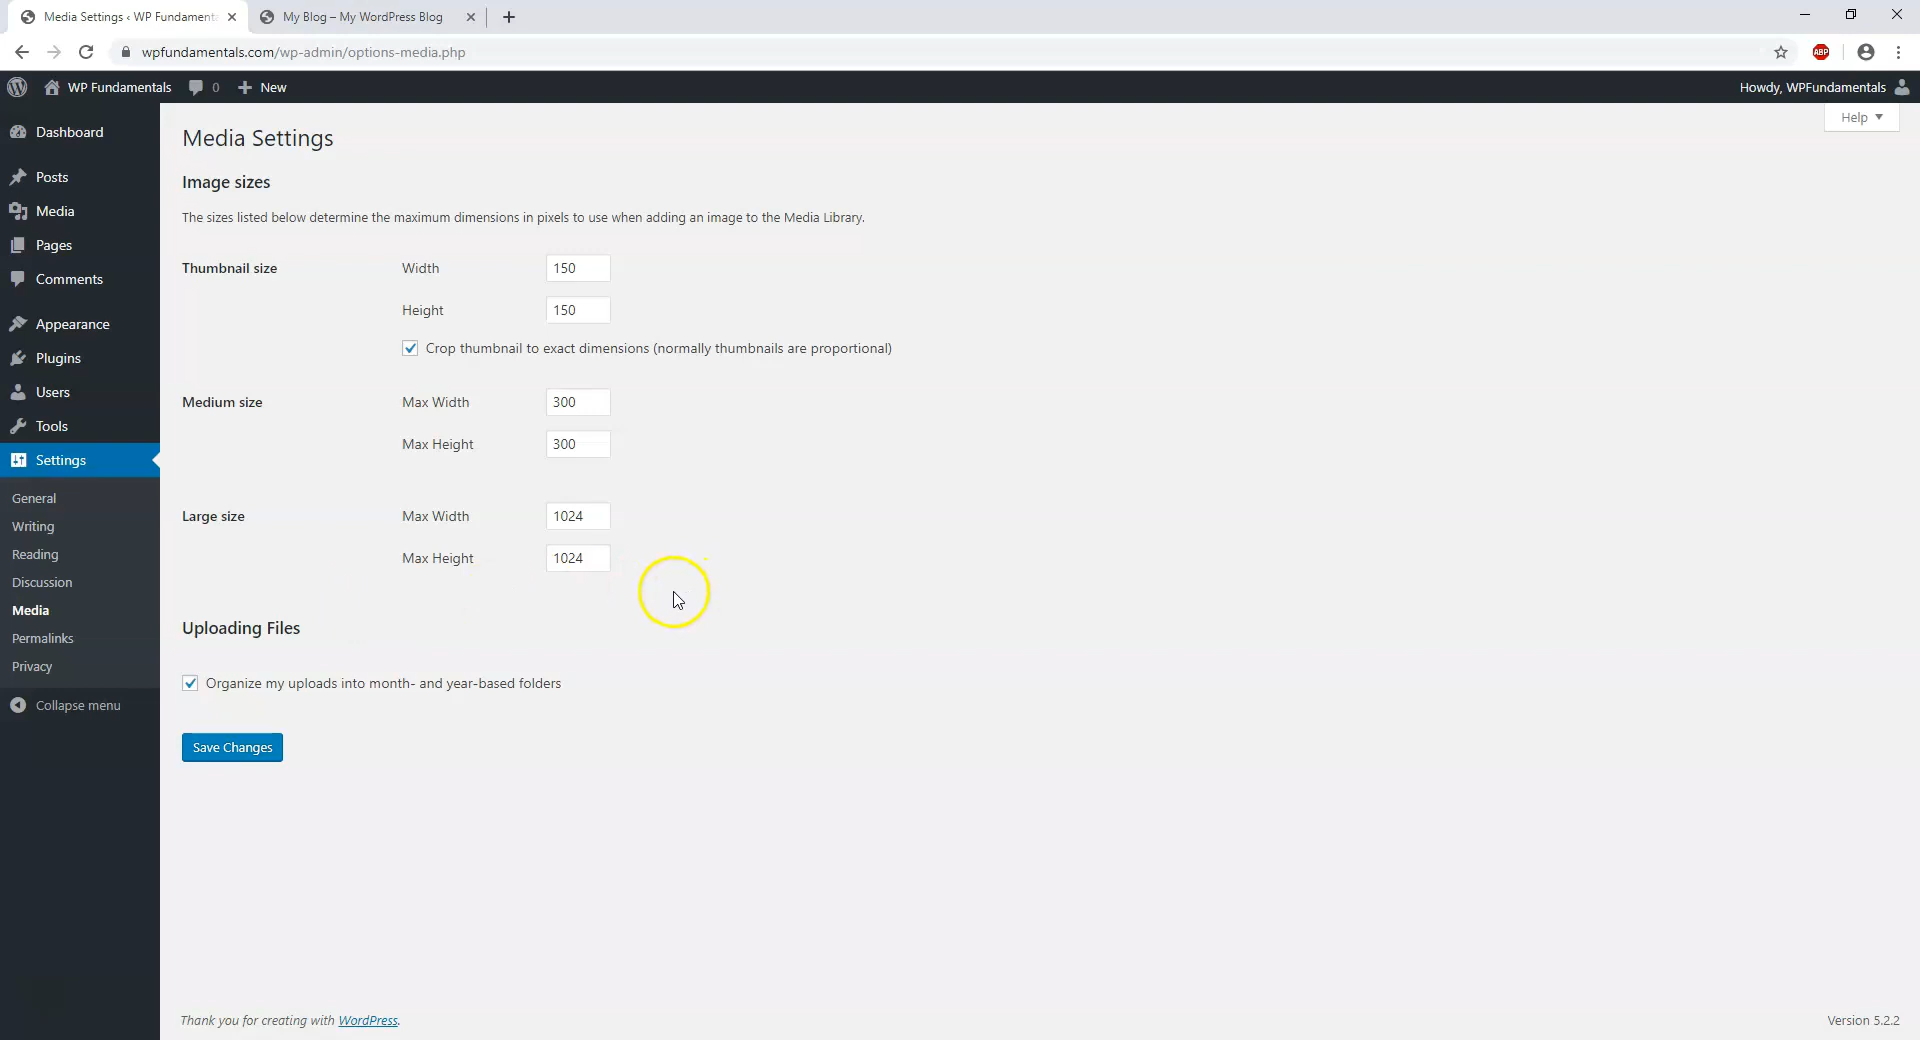 Media Settings ‹ WP Fundamenta
My Blog – My WordPress Blog
wpfundamentals.com/wp-admin/options-media.php
ABP
WP Fundamentals
0
New
Howdy, WPFundamentals
Help
Dashboard
Posts
Media
Pages
Comments
Appearance
Plugins
Users
Tools
Settings
General
Writing
Reading
Discussion
Media
Permalinks
Privacy
Collapse menu
Media Settings
Image sizes
The sizes listed below determine the maximum dimensions in pixels to use when adding an image to the Media Library.
Thumbnail size
Width 150
Height 150
Crop thumbnail to exact dimensions (normally thumbnails are proportional)
Medium size
Max Width 300
Max Height 300
Large size
Max Width 1024
Max Height 1024
Uploading Files
Organize my uploads into month- and year-based folders
Save Changes
Thank you for creating with WordPress.
Version 5.2.2